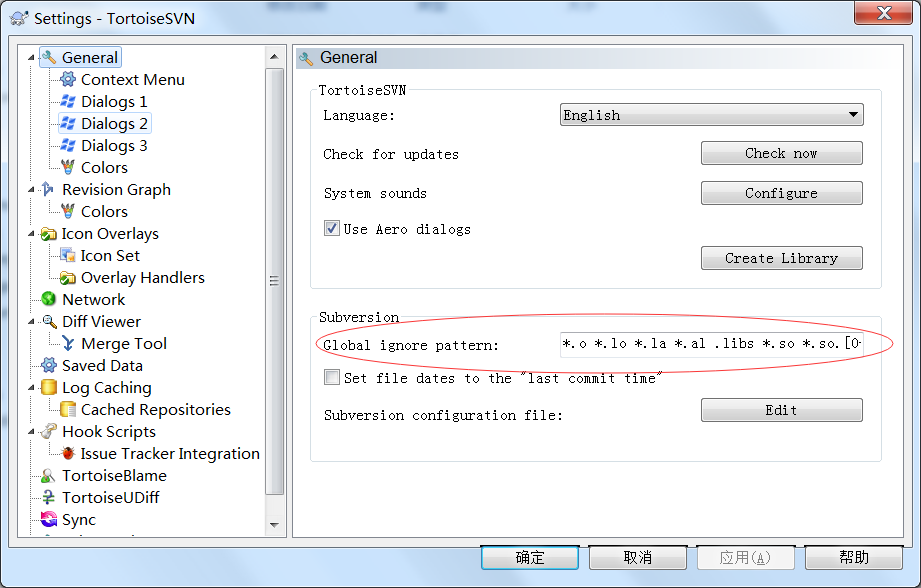 Settings - TortoiseSVN
General
Context Menu
Dialogs 1
Dialogs 2
Dialogs 3
Colors
Revision Graph
Colors
Icon Overlays
Icon Set
Overlay Handlers
Network
Diff Viewer
Merge Tool
Saved Data
Log Caching
Cached Repositories
Hook Scripts
Issue Tracker Integration
TortoiseBlame
TortoiseUDiff
Sync
General
TortoiseSVN
Language: English
Check for updates Check now
System sounds Configure
Use Aero dialogs
Create Library
Subversion
Global ignore pattern: *.o *.lo *.la *.al .libs *.so *.so.[0-
Set file dates to the "last commit time"
Subversion configuration file: Edit
确定 取消 应用(A) 帮助